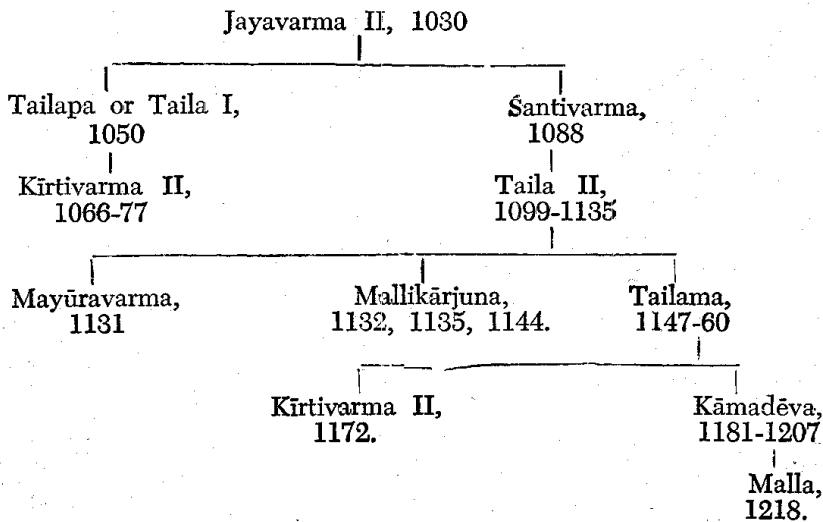 Jayavarma II, 1030
Tailapa or Taila I,
1050
Śantivarma,
1088
Kīrtivarma II,
1066-77
Taila II,
1099-1135
Mayūravarma,
1131
Mallikārjuna,
1132, 1135, 1144.
Tailama,
1147-60
Kīrtivarma II,
1172.
Kāmadēva,
1181-1207
Malla,
1218.